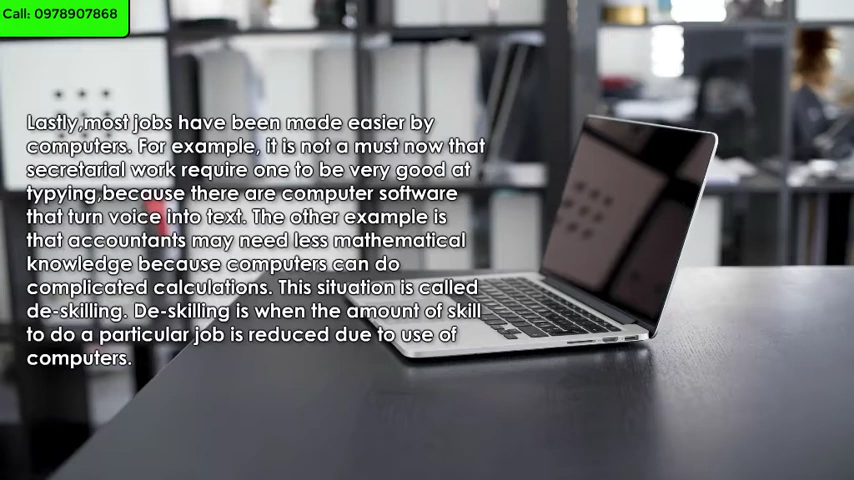 Call: 0978907868
Lastly,most jobs have been made easier by
computers. For example, it is not a must now that
secretarial work require one to be very good at
typying,because there are computer software
that turn voice into text. The other example is
that accountants may need less mathematical
knowledge because computers can do
complicated calculations. This situation is called
de-skilling. De-skilling is when the amount of skill
to do a particular job is reduced due to use of
computers.